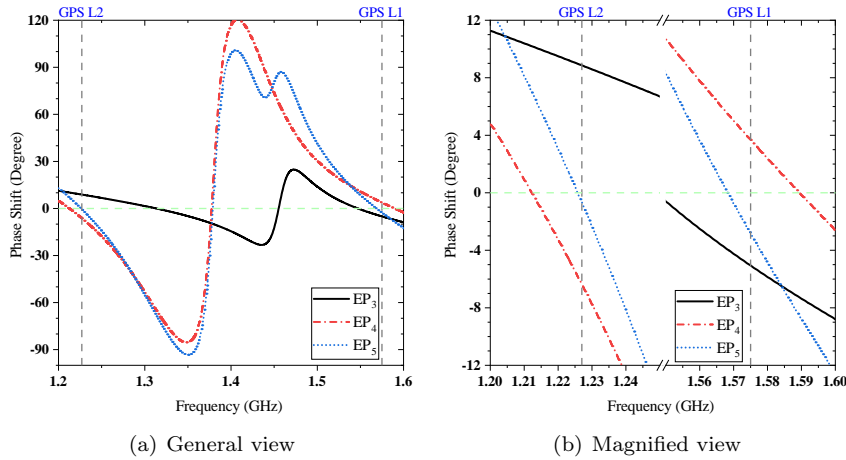 GPS L2
GPS L1
120
90
60
30
0
-30
-60
-90
Phase Shift (Degree)
EP3
EP4
EP5
1.2
1.3
1.4
1.5
1.6
Frequency (GHz)
(a) General view
GPS L2
GPS L1
12
8
4
0
-4
-8
-12
Phase Shift (Degree)
EP3
EP4
EP5
1.20
1.21
1.22
1.23
1.24
1.56
1.57
1.58
1.59
1.60
Frequency (GHz)
(b) Magnified view